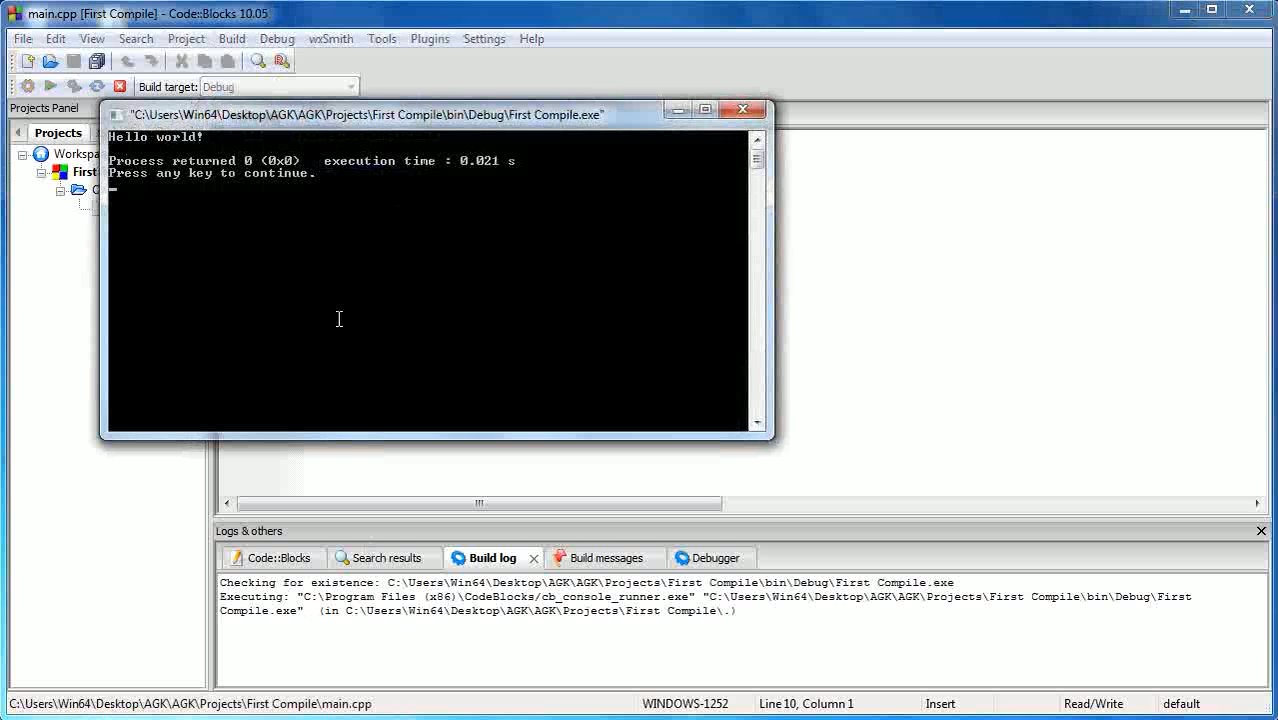 main.cpp [First Compile] - Code::Blocks 10.05
File Edit View Search Project Build Debug wxSmith Tools Plugins Settings Help
Build target: Debug
Projects Panel
"C:\Users\Win64\Desktop\AGK\AGK\Projects\First Compile\bin\Debug\First Compile.exe"
Projects
Hello world!
Process returned 0 (0x0)   execution time : 0.021 s
Press any key to continue.
Workspa
First
Logs & others
Code::Blocks Search results Build log Build messages Debugger
Checking for existence: C:\Users\Win64\Desktop\AGK\AGK\Projects\First Compile\bin\Debug\First Compile.exe
Executing: "C:\Program Files (x86)\CodeBlocks/cb_console_runner.exe" "C:\Users\Win64\Desktop\AGK\AGK\Projects\First Compile\bin\Debug\First
Compile.exe"  (in C:\Users\Win64\Desktop\AGK\AGK\Projects\First Compile\.)
C:\Users\Win64\Desktop\AGK\AGK\Projects\First Compile\main.cpp WINDOWS-1252 Line 10, Column 1 Insert Read/Write default